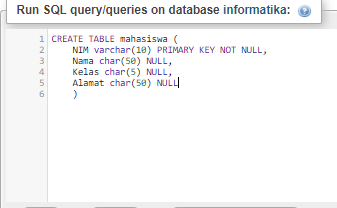 Run SQL query/queries on database informatika:
1 CREATE TABLE mahasiswa (
2 NIM varchar(10) PRIMARY KEY NOT NULL,
3 Nama char(50) NULL,
4 Kelas char(5) NULL,
5 Alamat char(50) NULL
6 )